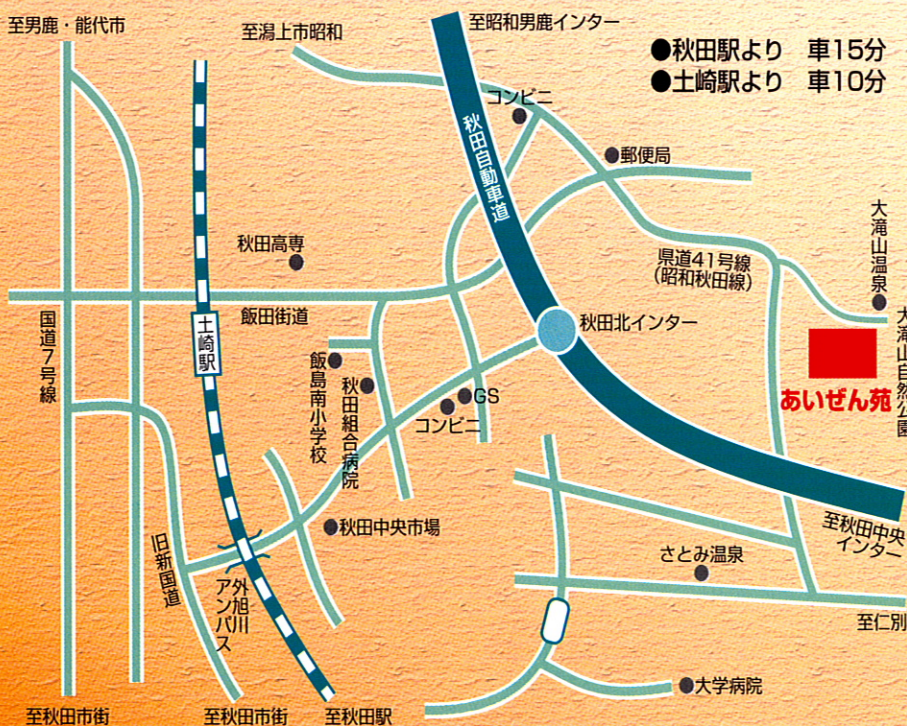 至男鹿・能代市
至潟上市昭和
至昭和男鹿インター
●秋田駅より 車15分
●土崎駅より 車10分
コンビニ
秋田自動車道
●郵便局
大滝山温泉
秋田高専
県道41号線
(昭和秋田線)
国道7号線
飯田街道
土崎駅
秋田北インター
大滝山自然公園
飯島南小学校
秋田組合病院
GS
コンビニ
あいぜん苑
秋田中央市場
至秋田中央
インター
さとみ温泉
旧新国道
外旭川
アンパス
至仁別
大学病院
至秋田市街
至秋田市街
至秋田駅